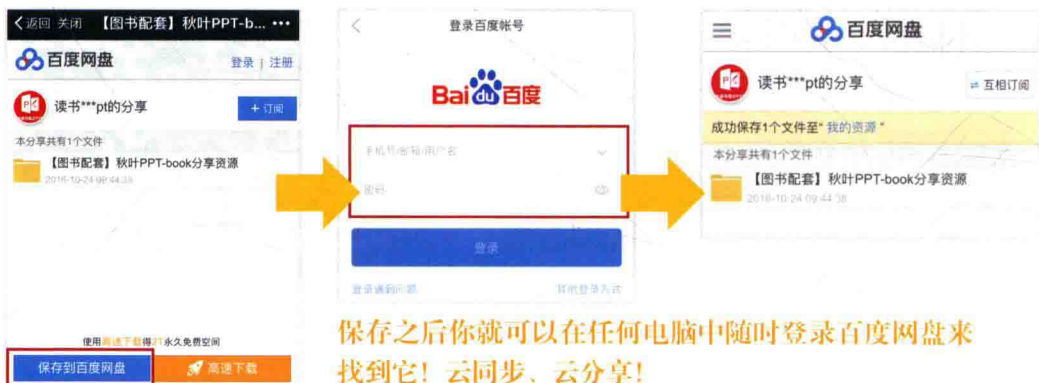 く返回 关闭 【图书配套】秋叶PPT-b... •••
百度网盘 登录 | 注册
读书***pt的分享 + 订阅
本分享共有1个文件
【图书配套】秋叶PPT-book分享资源
2016-10-24 09:44:38
使用高速下载得2T永久免费空间
保存到百度网盘 高速下载
登录百度帐号
Bai du 百度
手机号/邮箱/用户名
密码
登录
登录遇到问题 其他登录方式
百度网盘
读书***pt的分享 互相订阅
成功保存1个文件至“我的资源”
本分享共有1个文件
【图书配套】秋叶PPT-book分享资源
2016-10-24 09:44:38
保存之后你就可以在任何电脑中随时登录百度网盘来
找到它！云同步、云分享！